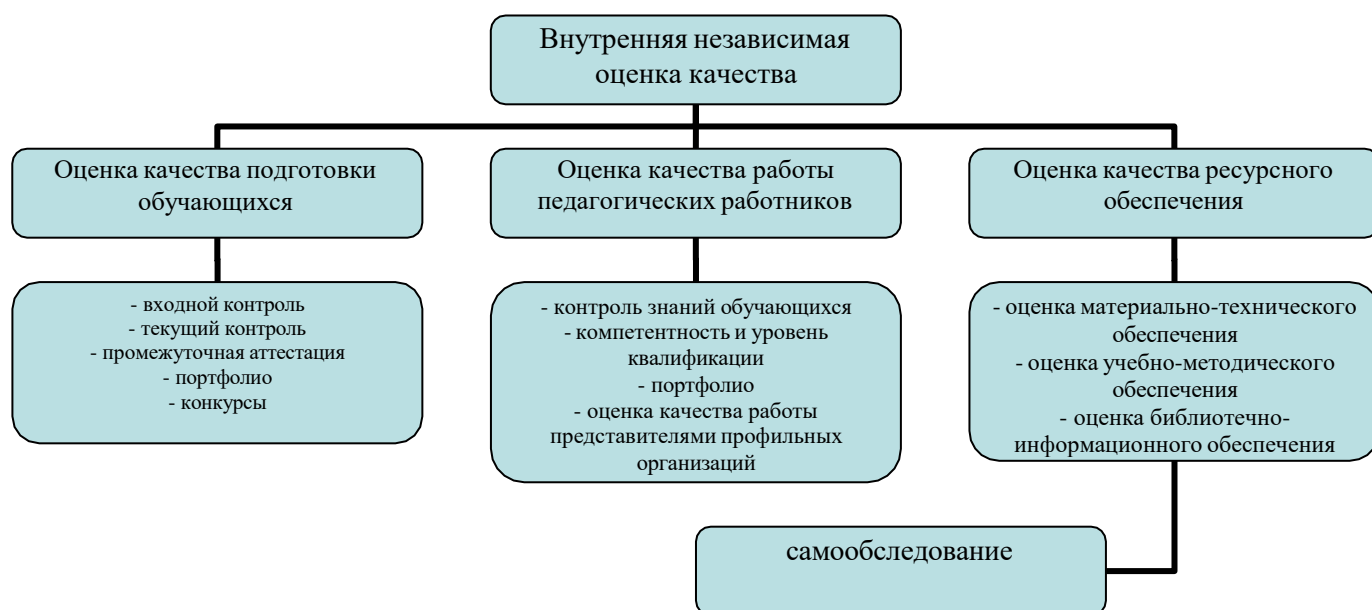 Внутренняя независимая
оценка качества
Оценка качества подготовки
обучающихся
Оценка качества работы
педагогических работников
Оценка качества ресурсного
обеспечения
- входной контроль
- текущий контроль
- промежуточная аттестация
- портфолио
- конкурсы
- контроль знаний обучающихся
- компетентность и уровень
квалификации
- портфолио
- оценка качества работы
представителями профильных
организаций
- оценка материально-технического
обеспечения
- оценка учебно-методического
обеспечения
- оценка библиотечно-
информационного обеспечения
самообследование